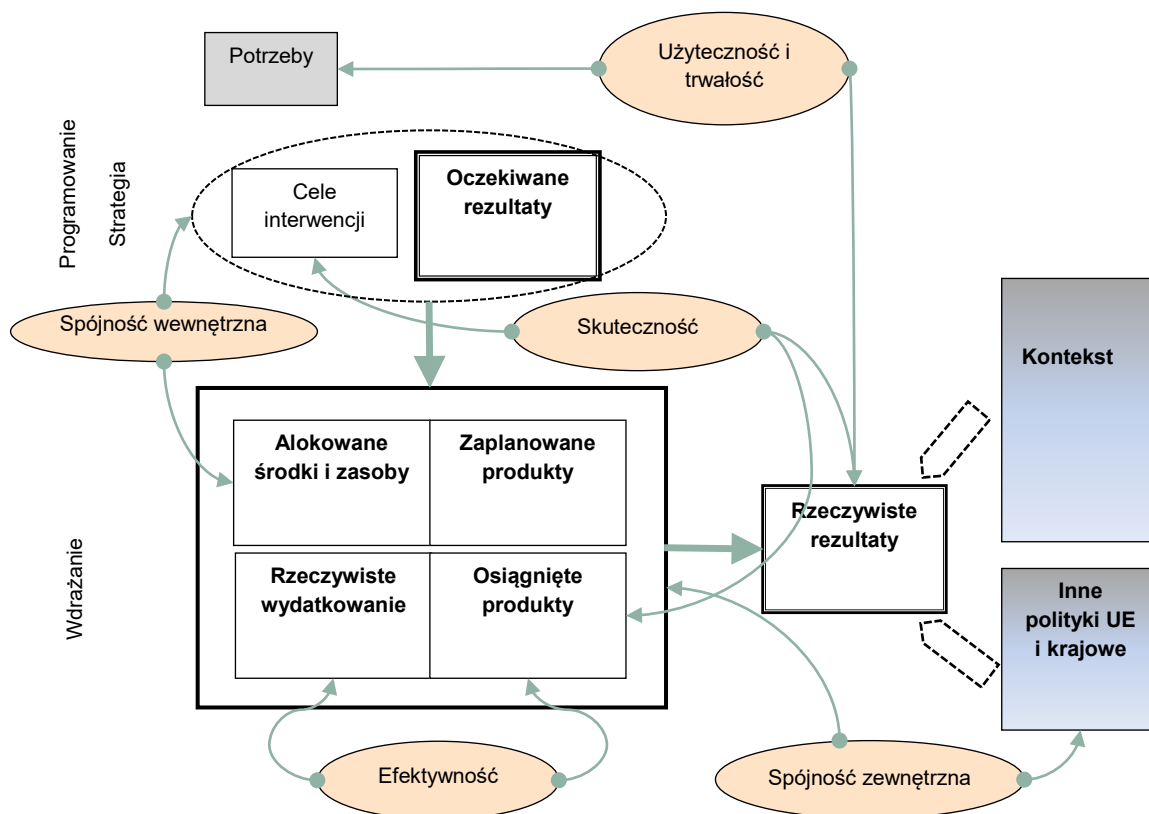 Potrzeby
Użyteczność i
trwałość
Programowanie
Strategia
Cele
interwencji
Oczekiwane
rezultaty
Spójność wewnętrzna
Skuteczność
Kontekst
Wdrażanie
Alokowane
środki i zasoby
Zaplanowane
produkty
Rzeczywiste
rezultaty
Rzeczywiste
wydatkowanie
Osiągnięte
produkty
Inne
polityki UE
i krajowe
Efektywność
Spójność zewnętrzna